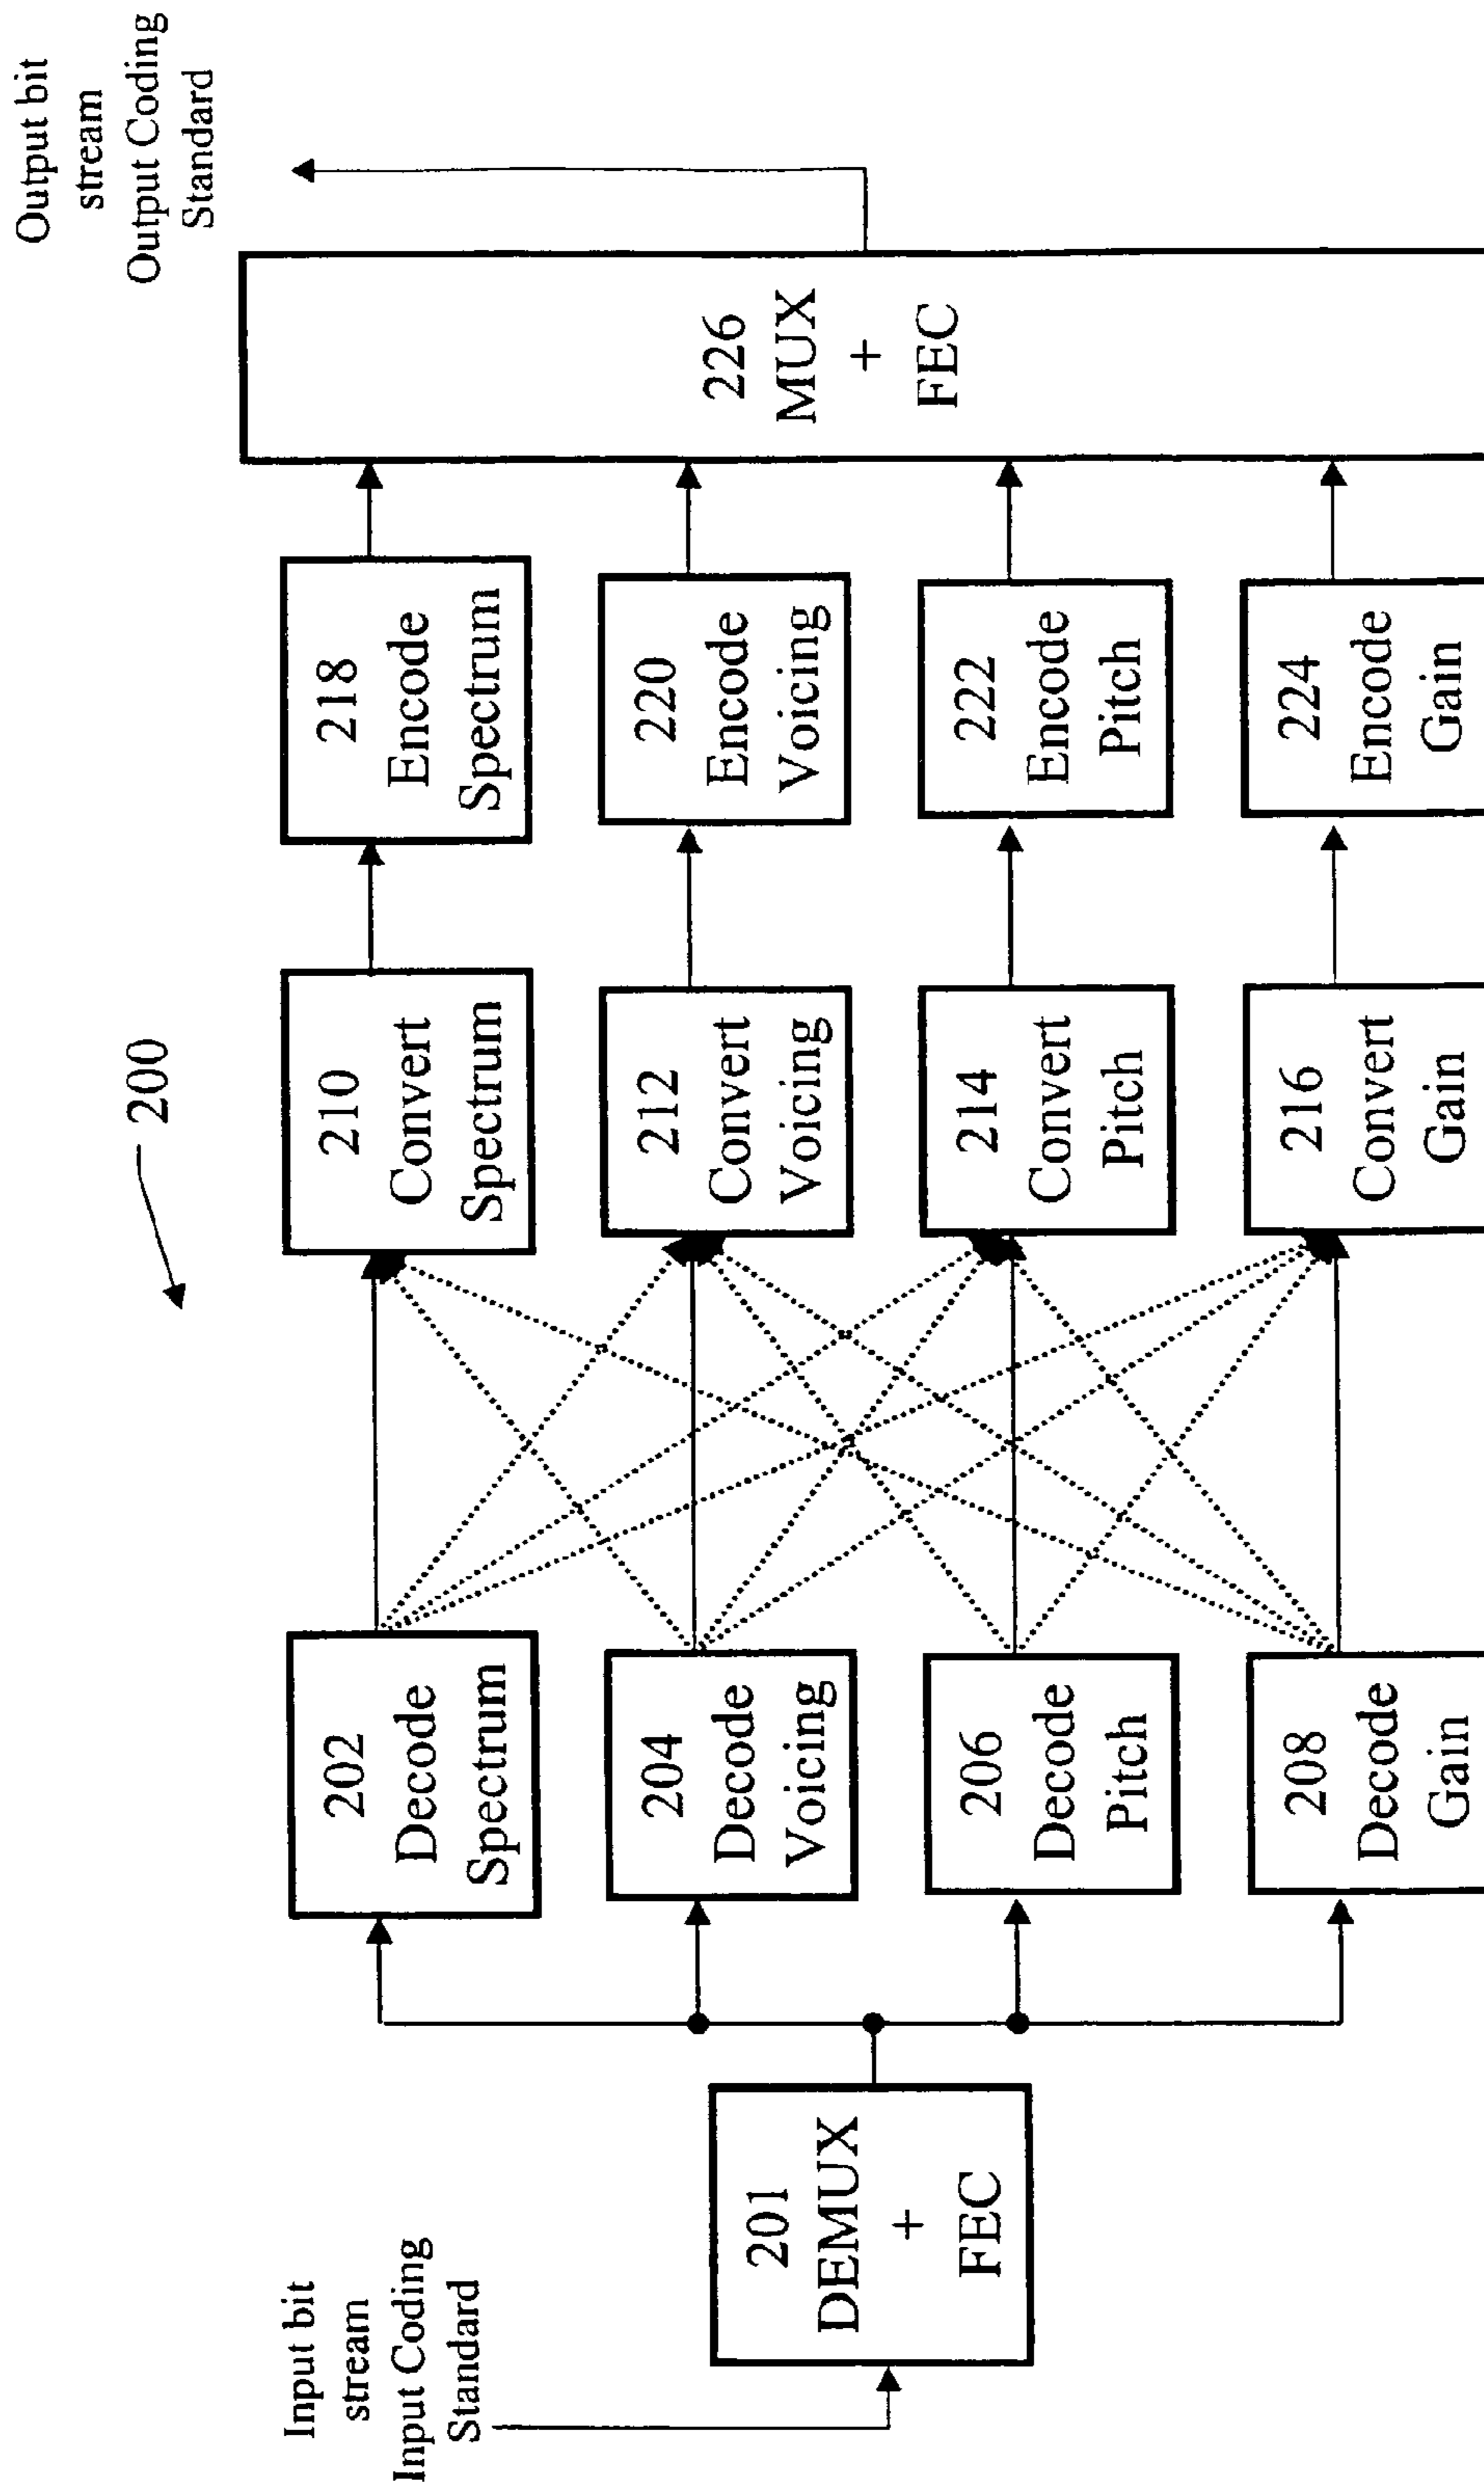 Input bit
stream
Input Coding
Standard
201
DEMUX
+
FEC
202
Decode
Spectrum
204
Decode
Voicing
206
Decode
Pitch
208
Decode
Gain
200
210
Convert
Spectrum
212
Convert
Voicing
214
Convert
Pitch
216
Convert
Gain
218
Encode
Spectrum
220
Encode
Voicing
222
Encode
Pitch
224
Encode
Gain
226
MUX
+
FEC
Output bit
stream
Output Coding
Standard